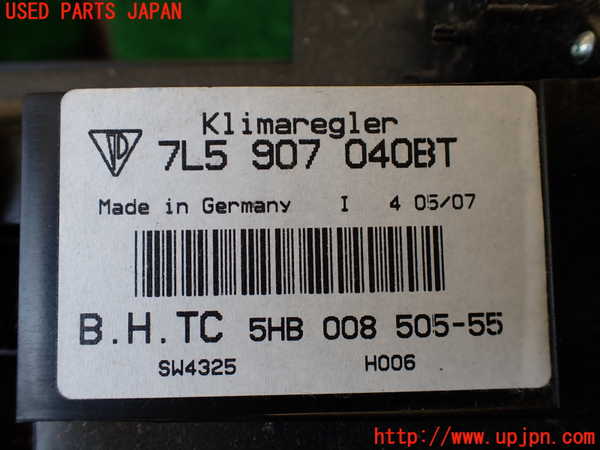 USED PARTS JAPAN
Klimaregler
7L5 907 040BT
Made in Germany I 4 05/07
B.H.TC 5HB 008 505-55
SW4325 H006
http://www.upjpn.com/